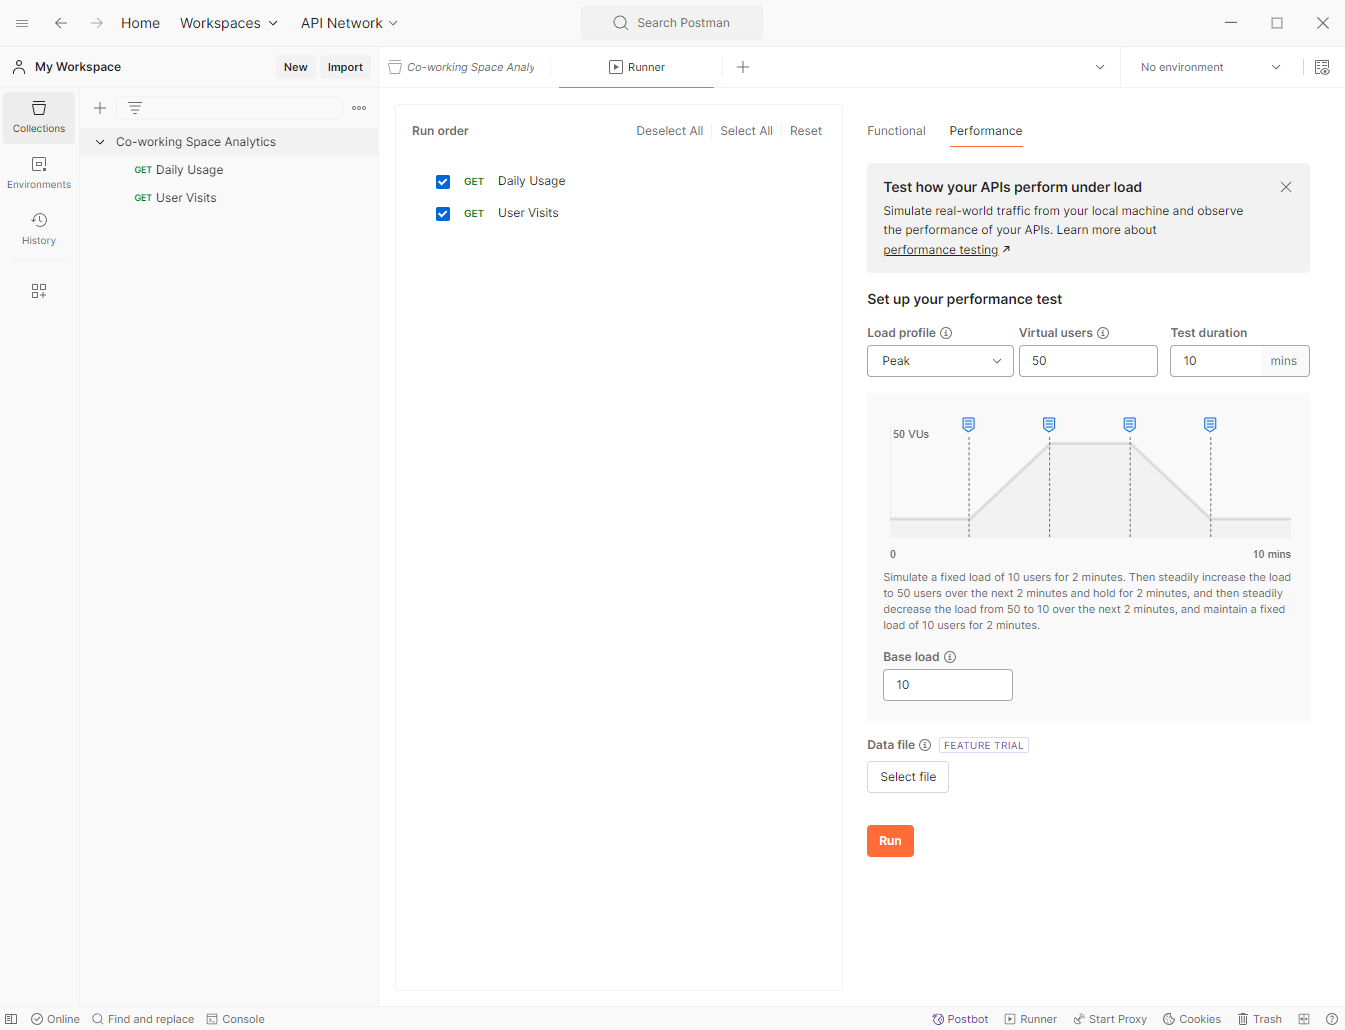 Home
Workspaces
API Network
Search Postman
My Workspace
New
Import
Co-working Space Analy
Runner
No environment
Collections
Environments
History
Co-working Space Analytics
GET Daily Usage
GET User Visits
Run order
Deselect All
Select All
Reset
GET Daily Usage
GET User Visits
Functional
Performance
Test how your APIs perform under load
Simulate real-world traffic from your local machine and observe
the performance of your APIs. Learn more about
performance testing
Set up your performance test
Load profile
Virtual users
Test duration
Peak
50
10
mins
50 VUs
0
10 mins
Simulate a fixed load of 10 users for 2 minutes. Then steadily increase the load
to 50 users over the next 2 minutes and hold for 2 minutes, and then steadily
decrease the load from 50 to 10 over the next 2 minutes, and maintain a fixed
load of 10 users for 2 minutes.
Base load
10
Data file
FEATURE TRIAL
Select file
Run
Online
Find and replace
Console
Postbot
Runner
Start Proxy
Cookies
Trash